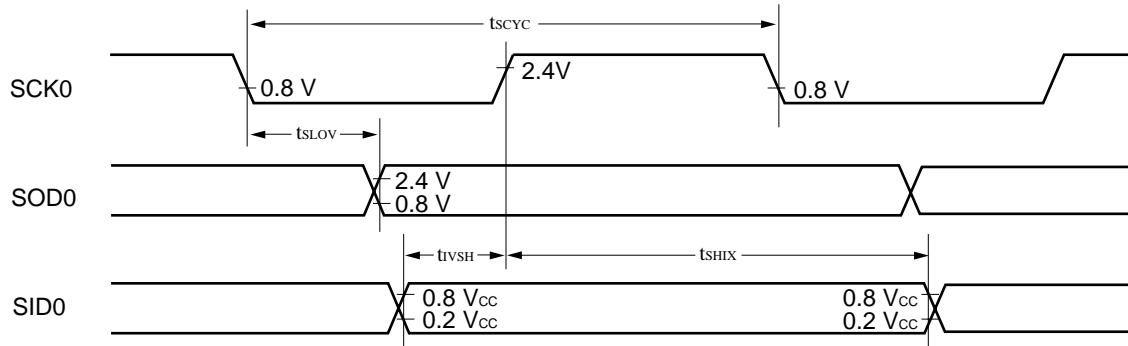 tSCYC
SCK0
2.4V
0.8 V
0.8 V
tSLOV
SOD0
2.4 V
0.8 V
tIVSH
tSHIX
SID0
0.8 VCC
0.8 VCC
0.2 VCC
0.2 VCC